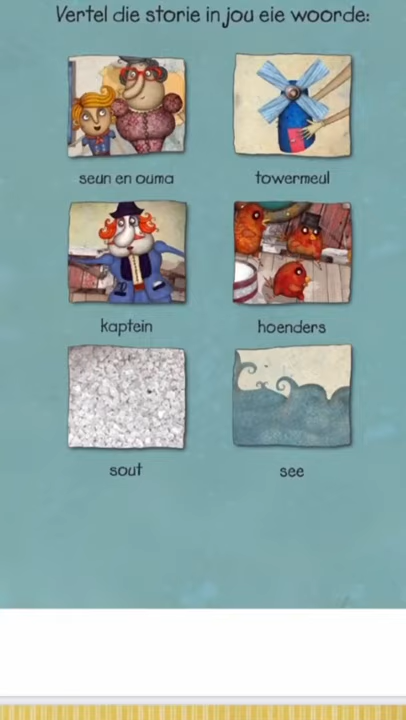 Vertel die storie in jou eie woorde:
seun en ouma
towermeul
kaptein
hoenders
sout
see